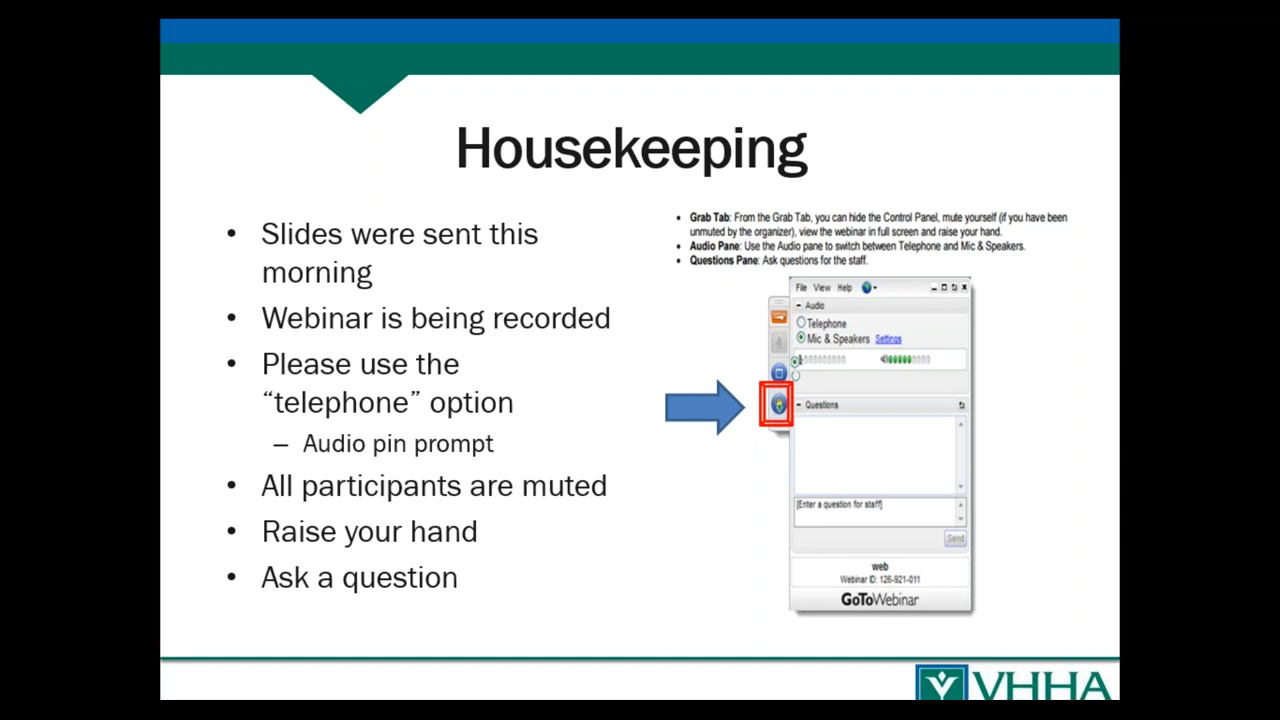 Housekeeping
• Slides were sent this
morning
• Webinar is being recorded
• Please use the
“telephone” option
– Audio pin prompt
• All participants are muted
• Raise your hand
• Ask a question
• Grab Tab: From the Grab Tab, you can hide the Control Panel, mute yourself (if you have been
unmuted by the organizer), view the webinar in full screen and raise your hand.
• Audio Pane: Use the Audio pane to switch between Telephone and Mic & Speakers.
• Questions Pane: Ask questions for the staff.
File View Help
Audio
Telephone
Mic & Speakers Settings
Questions
[Enter a question for staff]
Send
web
Webinar ID: 126-921-011
GoToWebinar
VHHA